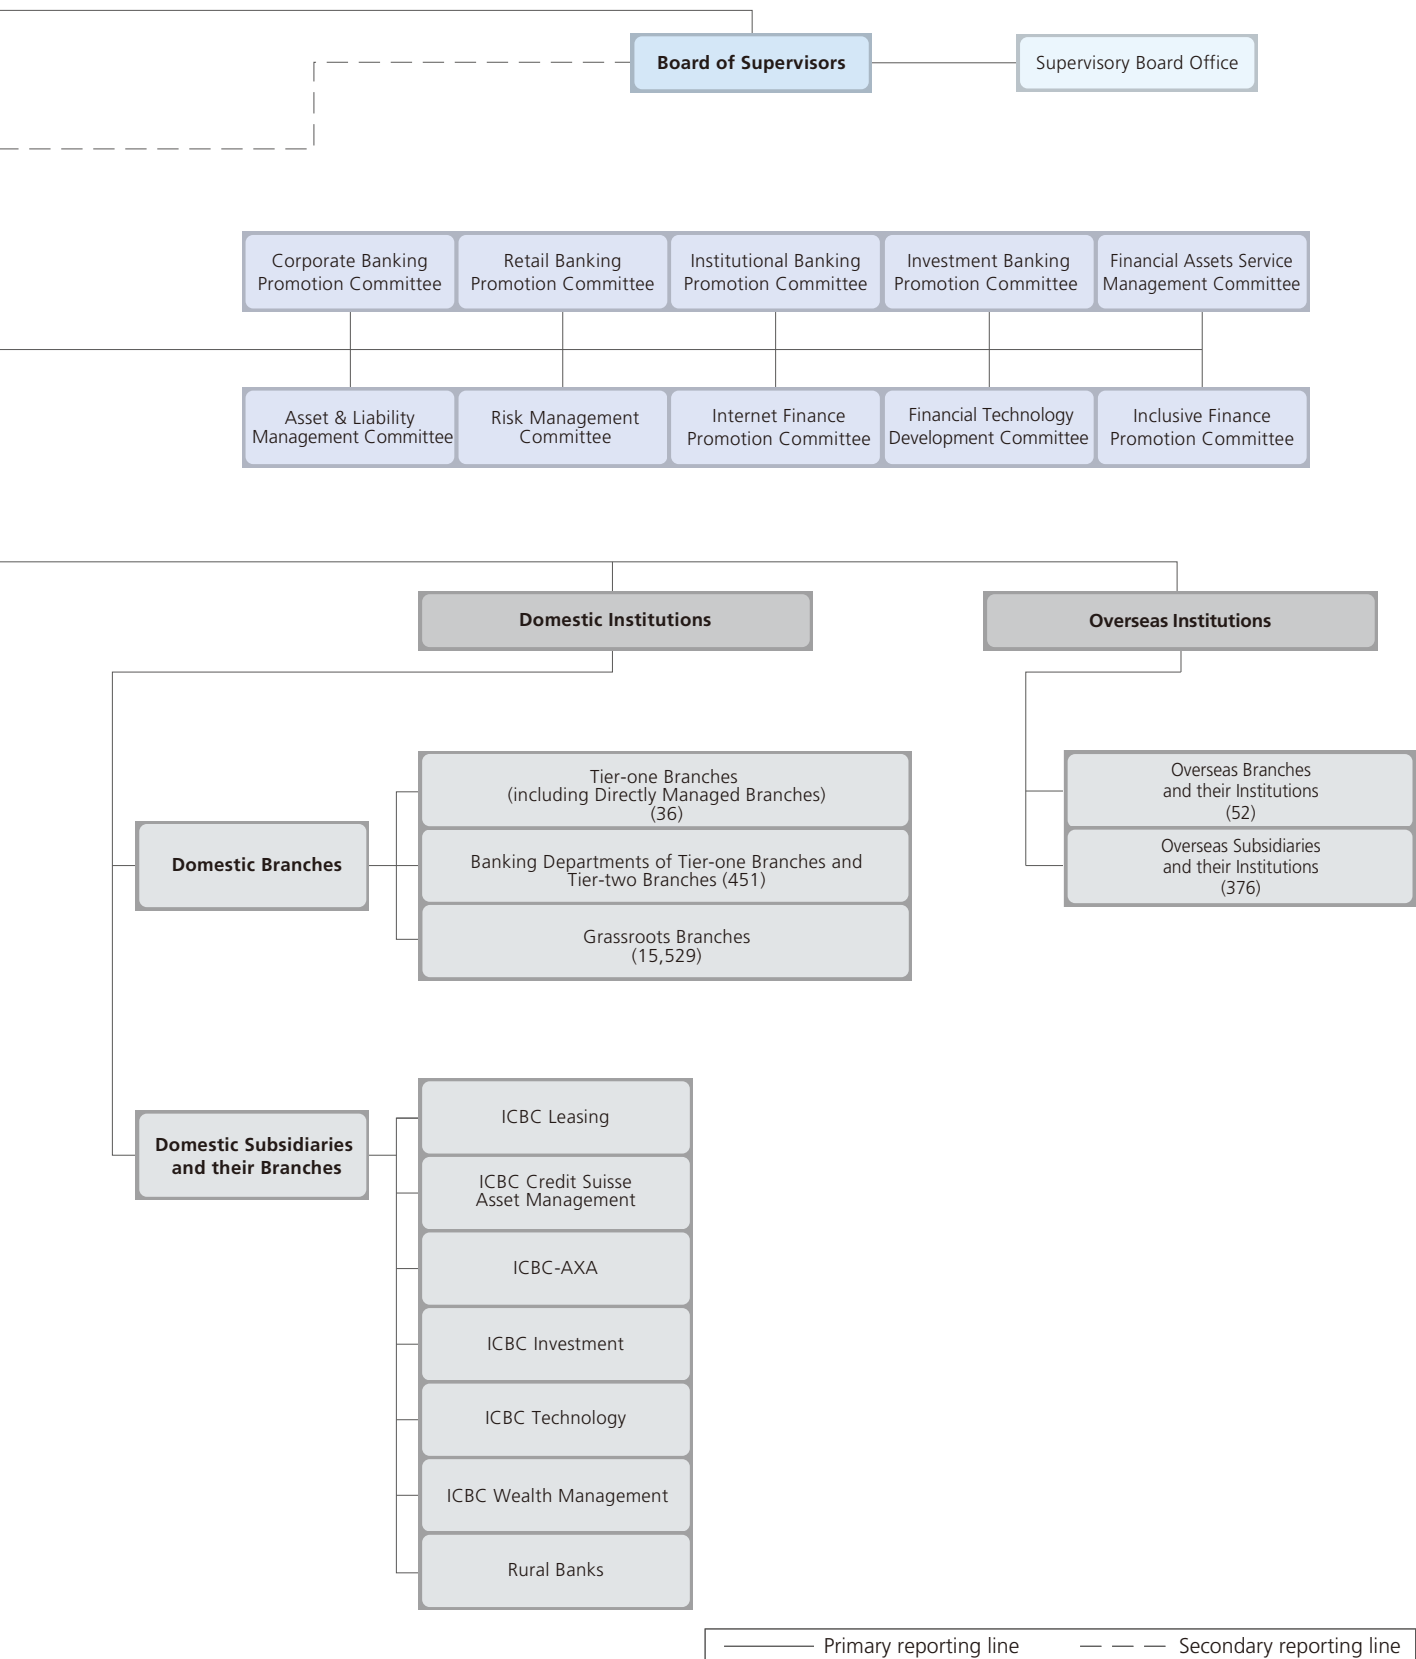 Board of Supervisors
Supervisory Board Office
Corporate Banking
Promotion Committee
Retail Banking
Promotion Committee
Institutional Banking
Promotion Committee
Investment Banking
Promotion Committee
Financial Assets Service
Management Committee
Asset & Liability
Management Committee
Risk Management
Committee
Internet Finance
Promotion Committee
Financial Technology
Development Committee
Inclusive Finance
Promotion Committee
Domestic Institutions
Overseas Institutions
Domestic Branches
Tier-one Branches
(including Directly Managed Branches)
(36)
Banking Departments of Tier-one Branches and
Tier-two Branches (451)
Grassroots Branches
(15,529)
Overseas Branches
and their Institutions
(52)
Overseas Subsidiaries
and their Institutions
(376)
Domestic Subsidiaries
and their Branches
ICBC Leasing
ICBC Credit Suisse
Asset Management
ICBC-AXA
ICBC Investment
ICBC Technology
ICBC Wealth Management
Rural Banks
Primary reporting line
Secondary reporting line